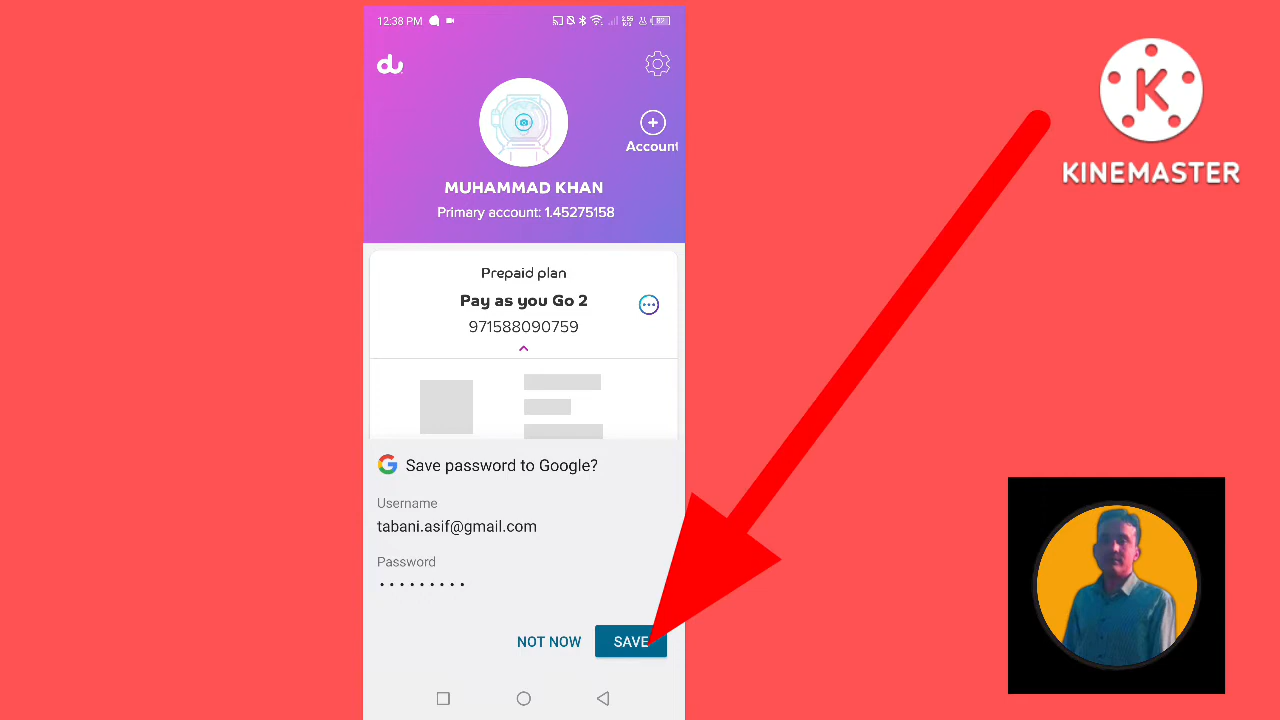 12:38 PM
du
Account
MUHAMMAD KHAN
Primary account: 1.45275158
Prepaid plan
Pay as you Go 2
971588090759
Save password to Google?
Username
tabani.asif@gmail.com
Password
•••••••••
NOT NOW
SAVE
K
KINEMASTER